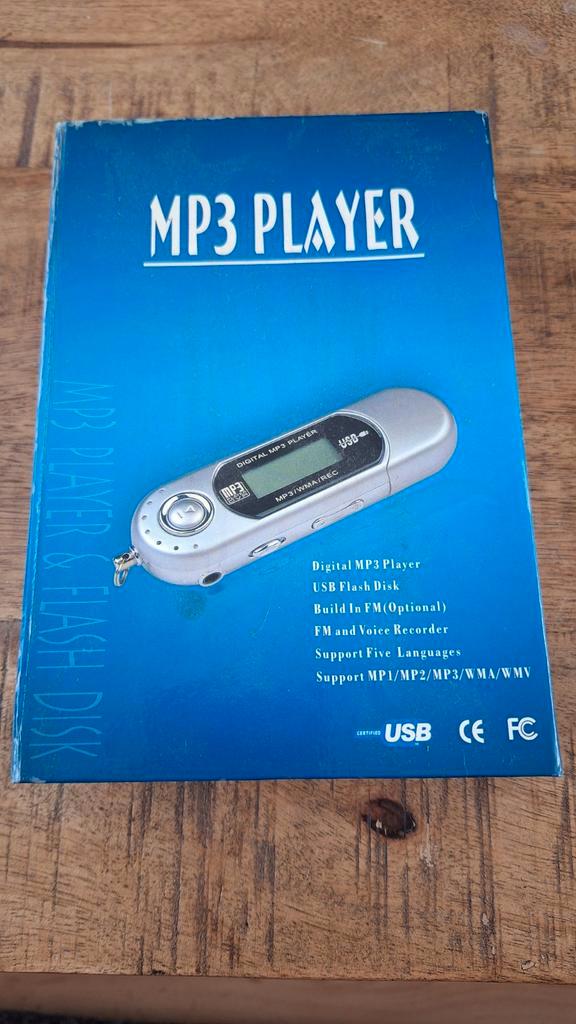 MP3 PLAYER
DIGITAL MP3 PLAYER
USB
MP3
MP3/WMA/REC
MP3 PLAYER & FLASH DISK
Digital MP3 Player
USB Flash Disk
Build In FM(Optional)
FM and Voice Recorder
Support Five Languages
Support MP1/MP2/MP3/WMA/WMV
CERTIFIED USB
CE FC